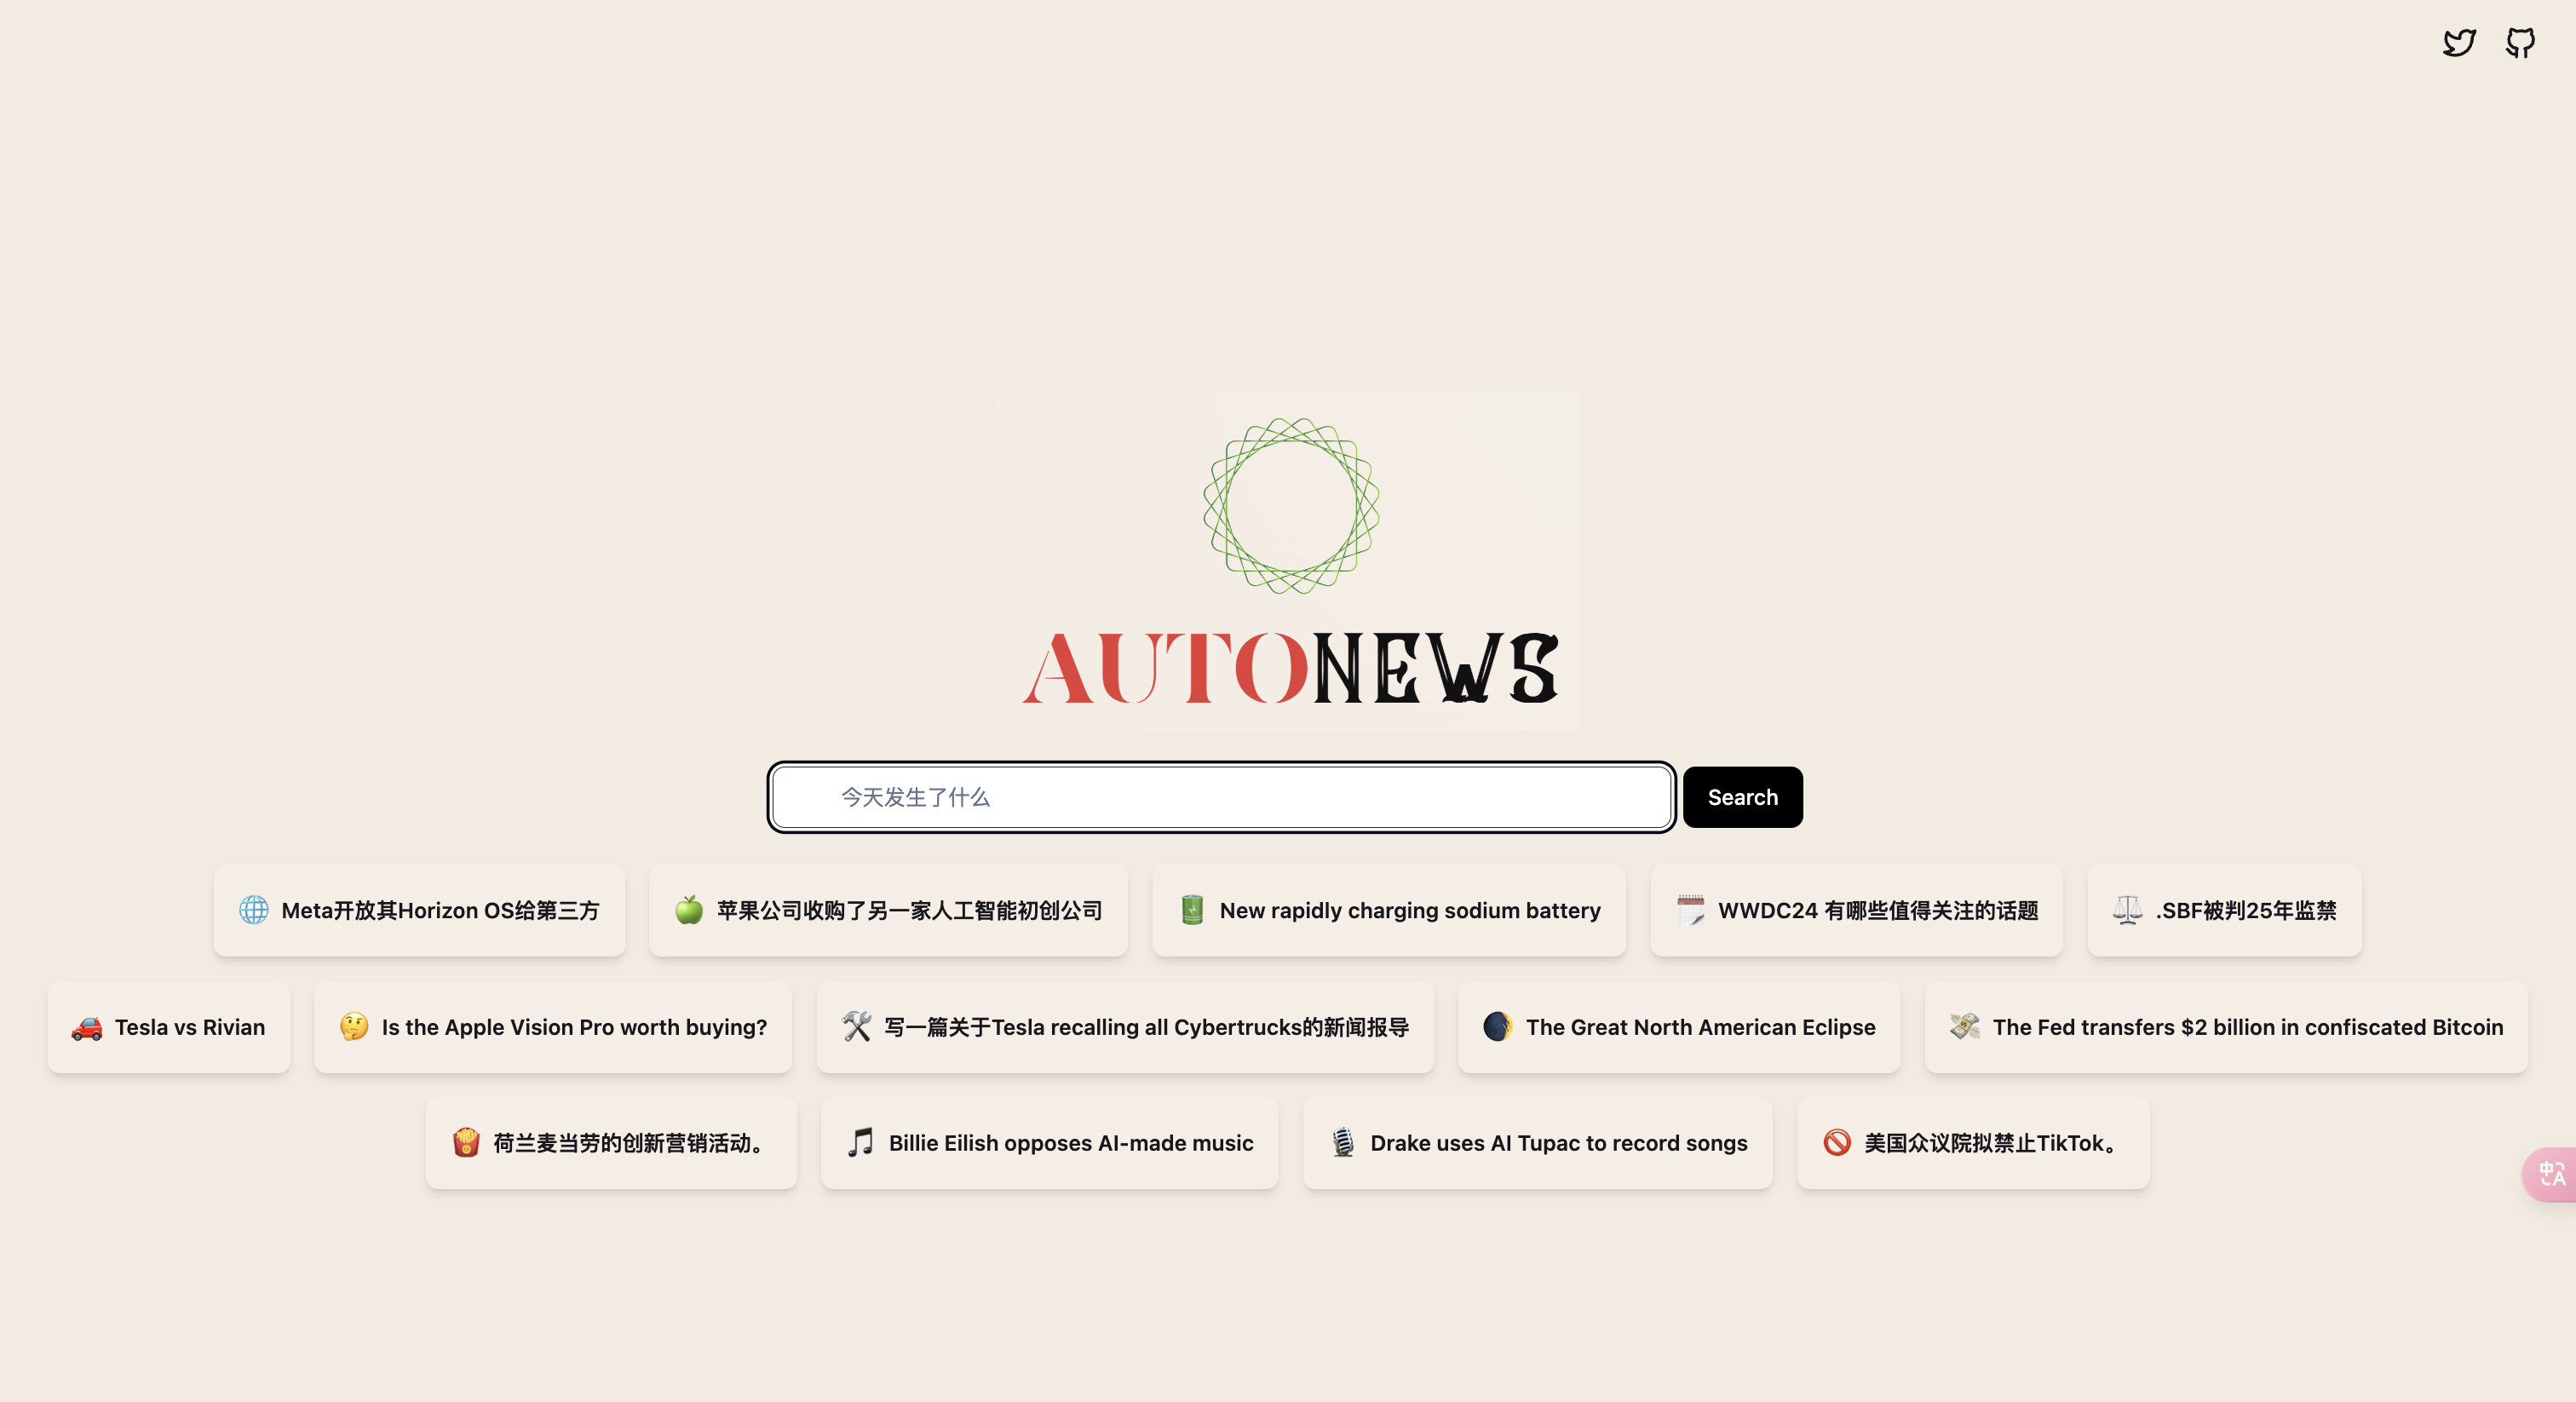 AUTONEWS
今天发生了什么
Search
Meta开放其Horizon OS给第三方
苹果公司收购了另一家人工智能初创公司
New rapidly charging sodium battery
WWDC24 有哪些值得关注的话题
.SBF被判25年监禁
Tesla vs Rivian
Is the Apple Vision Pro worth buying?
写一篇关于Tesla recalling all Cybertrucks的新闻报导
The Great North American Eclipse
The Fed transfers $2 billion in confiscated Bitcoin
荷兰麦当劳的创新营销活动。
Billie Eilish opposes AI-made music
Drake uses AI Tupac to record songs
美国众议院拟禁止TikTok。
中A